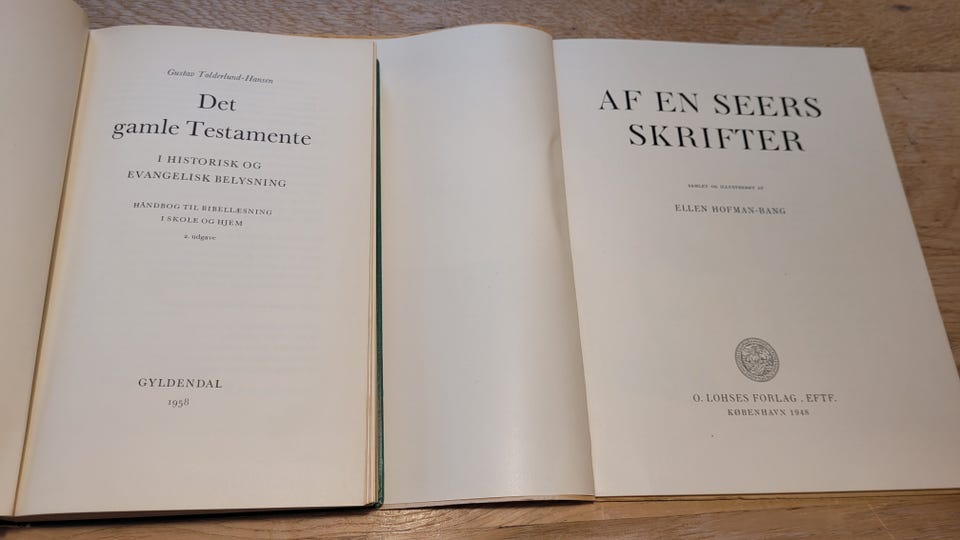 Gustav Tolderlund-Hansen
Det
gamle Testamente
I HISTORISK OG
EVANGELISK BELYSNING
HÅNDBOG TIL BIBELLÆSNING
I SKOLE OG HJEM
2. udgave
GYLDENDAL
1958
AF EN SEERS
SKRIFTER
SAMLET OG ILLUSTRERET AF
ELLEN HOFMAN-BANG
O. LOHSES FORLAG . EFTF.
KØBENHAVN 1948